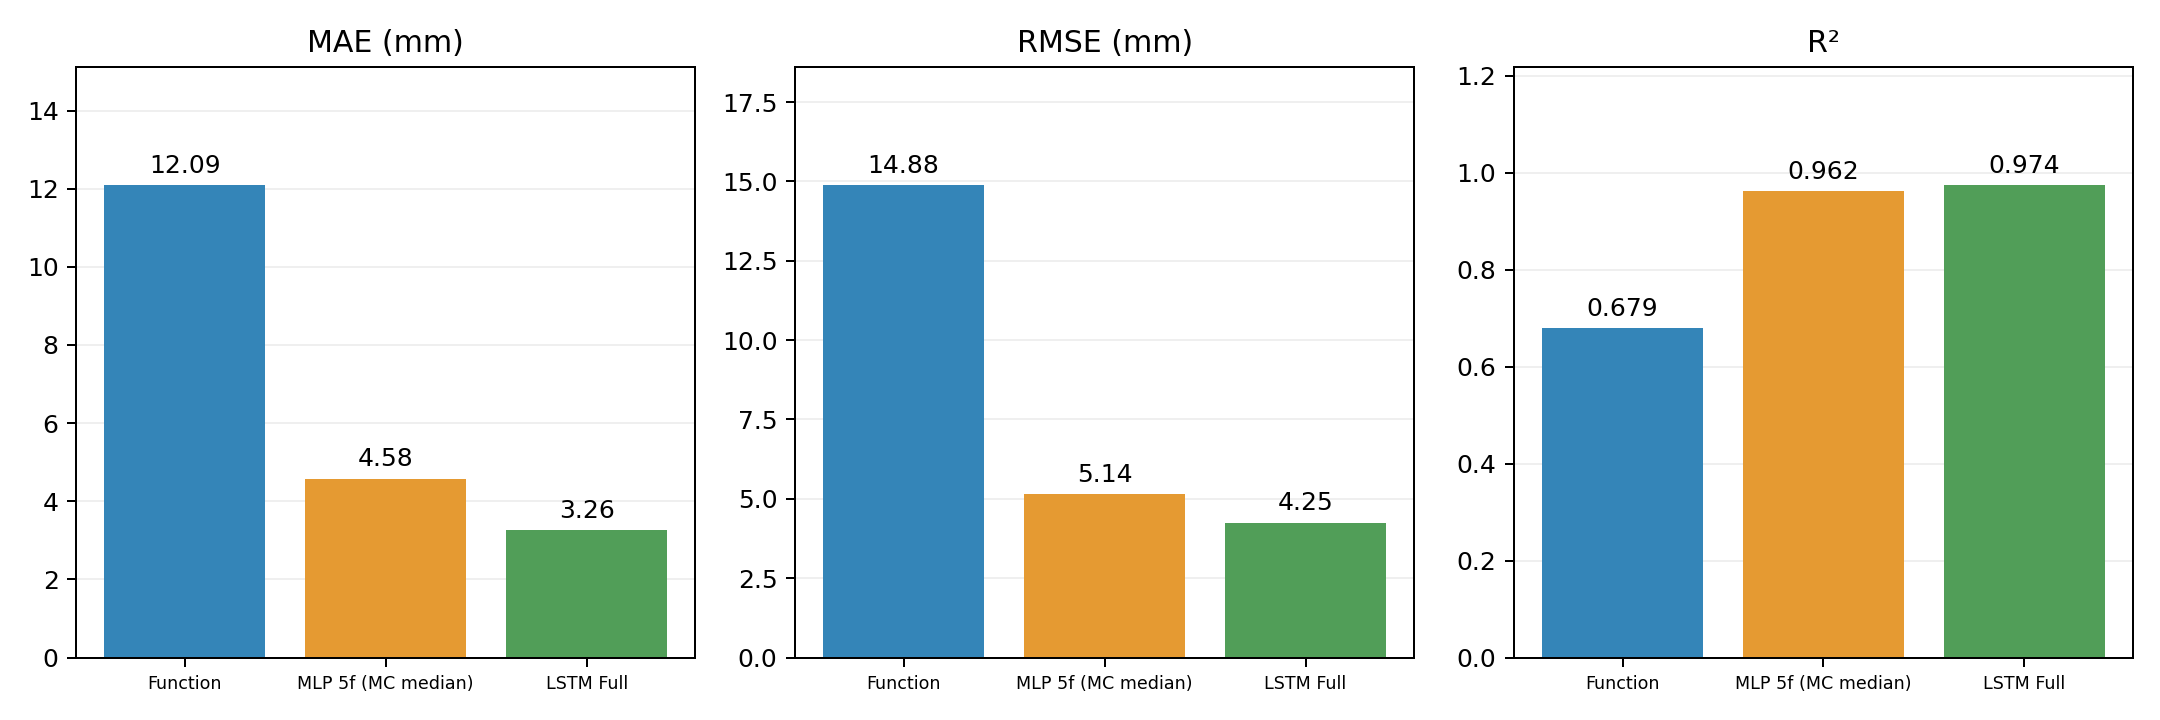 MAE (mm)
14
12
10
8
6
4
2
0
12.09
4.58
3.26
Function
MLP 5f (MC median)
LSTM Full
RMSE (mm)
17.5
15.0
12.5
10.0
7.5
5.0
2.5
0.0
14.88
5.14
4.25
Function
MLP 5f (MC median)
LSTM Full
R²
1.2
1.0
0.8
0.6
0.4
0.2
0.0
0.679
0.962
0.974
Function
MLP 5f (MC median)
LSTM Full